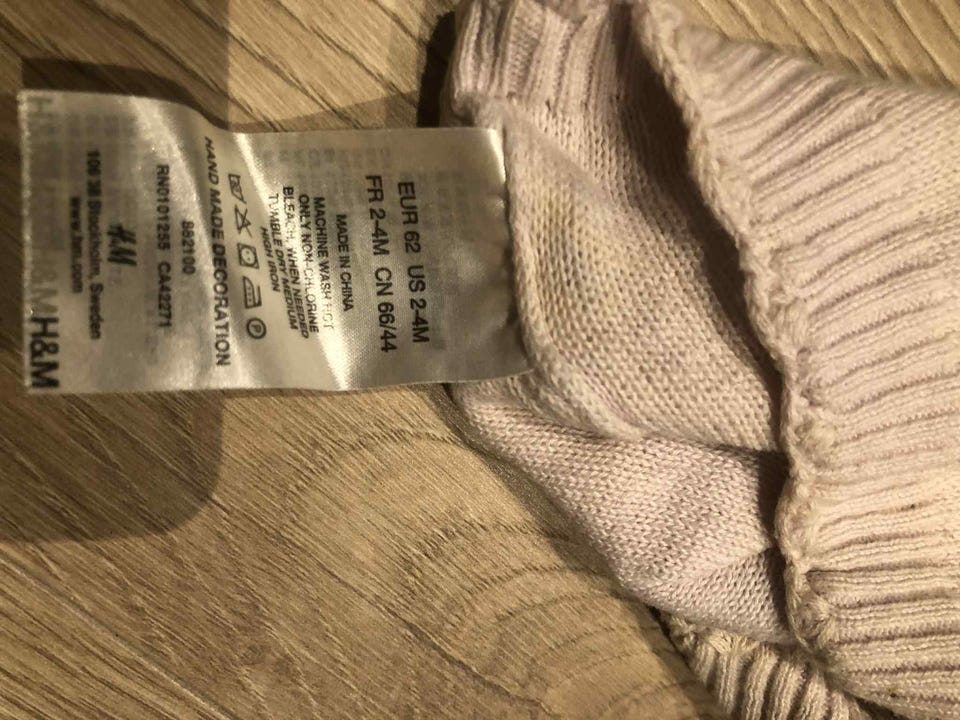 EUR 62 US 2-4M
FR 2-4M CN 66/44
MADE IN CHINA
MACHINE WASH HOT
ONLY NON-CHLORINE
BLEACH, WHEN NEEDED
TUMBLE DRY MEDIUM
HIGH IRON
P
HAND MADE DECORATION
982100
RN0101255 CA42271
H&M
106 38 Stockholm, Sweden
www.hm.com
H&M